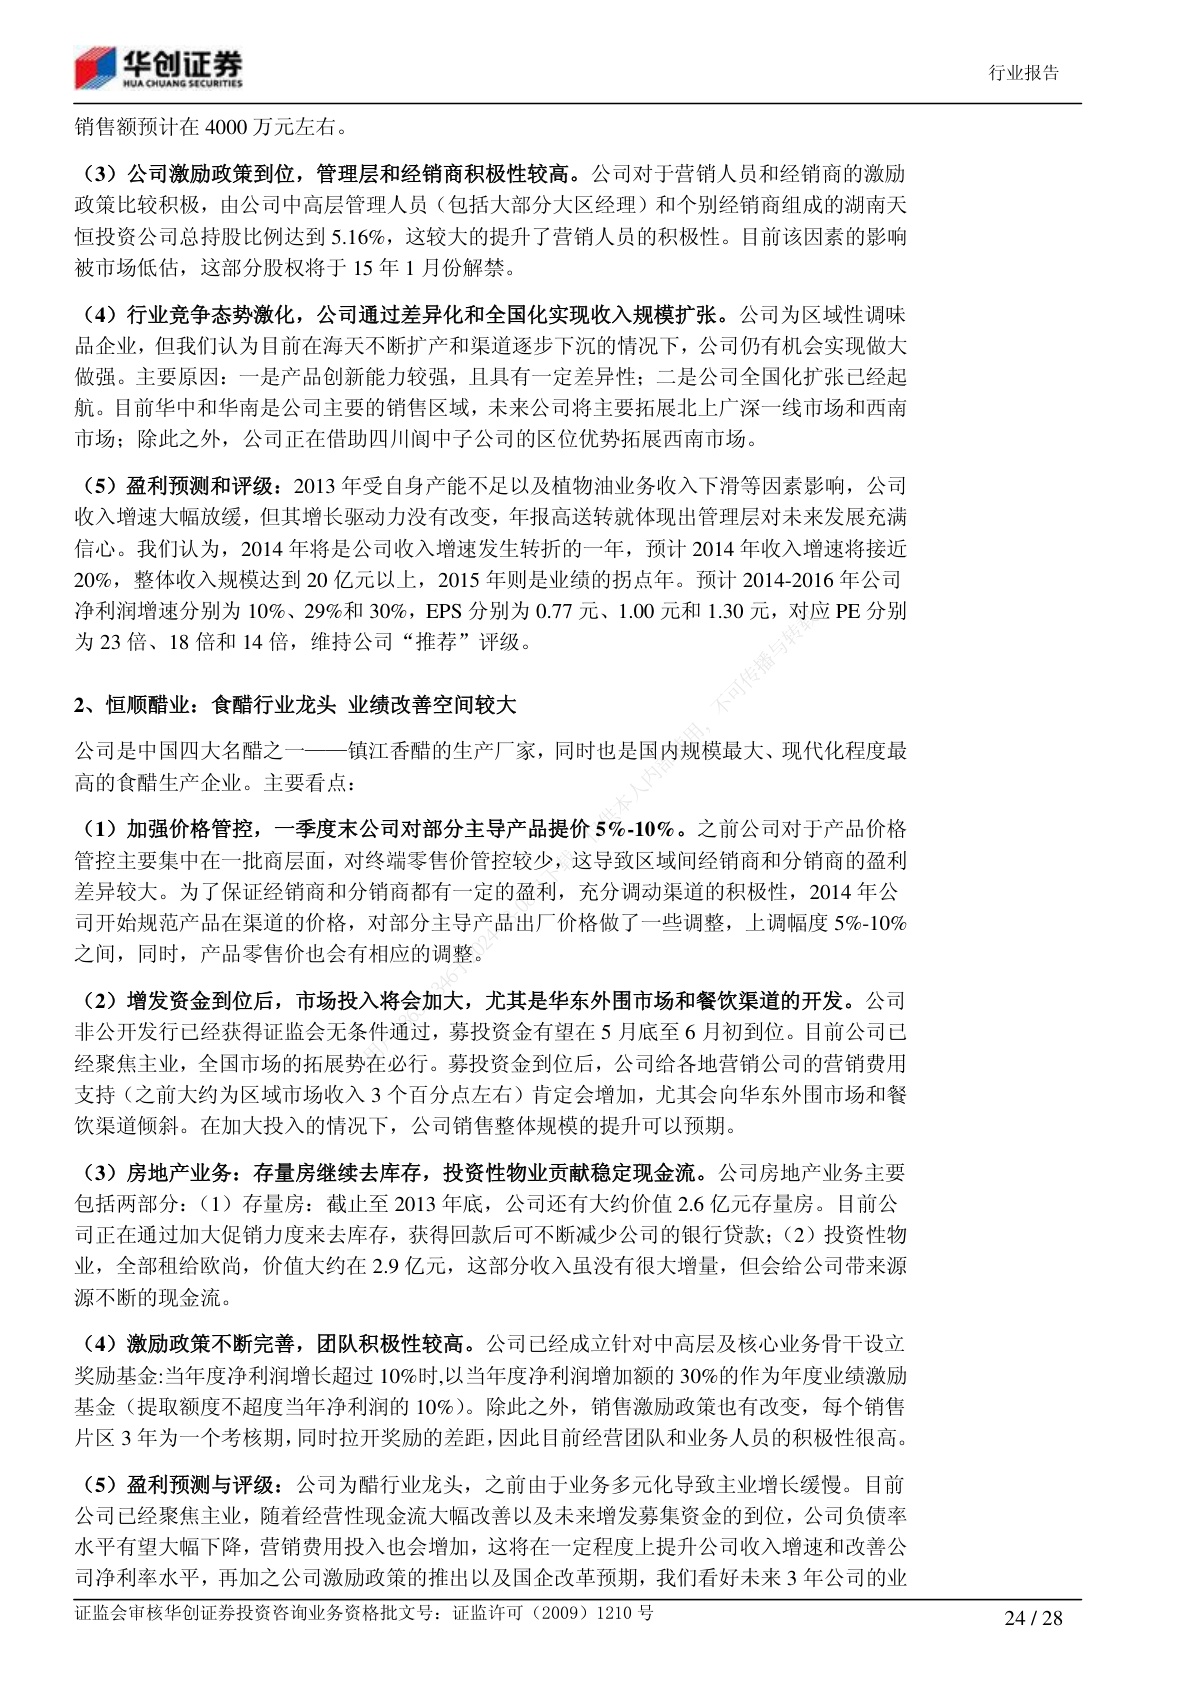 华创证券
HUA CHUANG SECURITIES
行业报告
销售额预计在 4000 万元左右。
（3）公司激励政策到位，管理层和经销商积极性较高。公司对于营销人员和经销商的激励
政策比较积极，由公司中高层管理人员（包括大部分大区经理）和个别经销商组成的湖南天
恒投资公司总持股比例达到 5.16%，这较大的提升了营销人员的积极性。目前该因素的影响
被市场低估，这部分股权将于 15 年 1 月份解禁。
（4）行业竞争态势激化，公司通过差异化和全国化实现收入规模扩张。公司为区域性调味
品企业，但我们认为目前在海天不断扩产和渠道逐步下沉的情况下，公司仍有机会实现做大
做强。主要原因：一是产品创新能力较强，且具有一定差异性；二是公司全国化扩张已经起
航。目前华中和华南是公司主要的销售区域，未来公司将主要拓展北上广深一线市场和西南
市场；除此之外，公司正在借助四川阆中子公司的区位优势拓展西南市场。
（5）盈利预测和评级：2013 年受自身产能不足以及植物油业务收入下滑等因素影响，公司
收入增速大幅放缓，但其增长驱动力没有改变，年报高送转就体现出管理层对未来发展充满
信心。我们认为，2014 年将是公司收入增速发生转折的一年，预计 2014 年收入增速将接近
20%，整体收入规模达到 20 亿元以上，2015 年则是业绩的拐点年。预计 2014-2016 年公司
净利润增速分别为 10%、29%和 30%，EPS 分别为 0.77 元、1.00 元和 1.30 元，对应 PE 分别
为 23 倍、18 倍和 14 倍，维持公司“推荐”评级。
2、恒顺醋业：食醋行业龙头 业绩改善空间较大
公司是中国四大名醋之一——镇江香醋的生产厂家，同时也是国内规模最大、现代化程度最
高的食醋生产企业。主要看点：
（1）加强价格管控，一季度末公司对部分主导产品提价 5%-10%。之前公司对于产品价格
管控主要集中在一批商层面，对终端零售价管控较少，这导致区域间经销商和分销商的盈利
差异较大。为了保证经销商和分销商都有一定的盈利，充分调动渠道的积极性，2014 年公
司开始规范产品在渠道的价格，对部分主导产品出厂价格做了一些调整，上调幅度 5%-10%
之间，同时，产品零售价也会有相应的调整。
（2）增发资金到位后，市场投入将会加大，尤其是华东外围市场和餐饮渠道的开发。公司
非公开发行已经获得证监会无条件通过，募投资金有望在 5 月底至 6 月初到位。目前公司已
经聚焦主业，全国市场的拓展势在必行。募投资金到位后，公司给各地营销公司的营销费用
支持（之前大约为区域市场收入 3 个百分点左右）肯定会增加，尤其会向华东外围市场和餐
饮渠道倾斜。在加大投入的情况下，公司销售整体规模的提升可以预期。
（3）房地产业务：存量房继续去库存，投资性物业贡献稳定现金流。公司房地产业务主要
包括两部分：（1）存量房：截止至 2013 年底，公司还有大约价值 2.6 亿元存量房。目前公
司正在通过加大促销力度来去库存，获得回款后可不断减少公司的银行贷款；（2）投资性物
业，全部租给欧尚，价值大约在 2.9 亿元，这部分收入虽没有很大增量，但会给公司带来源
源不断的现金流。
（4）激励政策不断完善，团队积极性较高。公司已经成立针对中高层及核心业务骨干设立
奖励基金:当年度净利润增长超过 10%时,以当年度净利润增加额的 30%的作为年度业绩激励
基金（提取额度不超度当年净利润的 10%）。除此之外，销售激励政策也有改变，每个销售
片区 3 年为一个考核期，同时拉开奖励的差距，因此目前经营团队和业务人员的积极性很高。
（5）盈利预测与评级：公司为醋行业龙头，之前由于业务多元化导致主业增长缓慢。目前
公司已经聚焦主业，随着经营性现金流大幅改善以及未来增发募集资金的到位，公司负债率
水平有望大幅下降，营销费用投入也会增加，这将在一定程度上提升公司收入增速和改善公
司净利率水平，再加之公司激励政策的推出以及国企改革预期，我们看好未来 3 年公司的业
证监会审核华创证券投资咨询业务资格批文号：证监许可（2009）1210 号
24 / 28